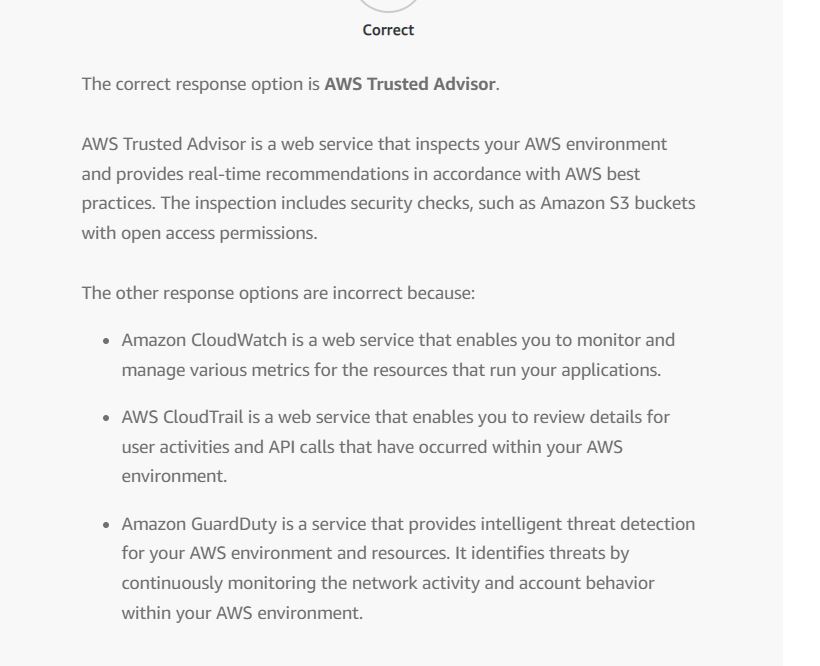 Correct
The correct response option is AWS Trusted Advisor.
AWS Trusted Advisor is a web service that inspects your AWS environment
and provides real-time recommendations in accordance with AWS best
practices. The inspection includes security checks, such as Amazon S3 buckets
with open access permissions.
The other response options are incorrect because:
• Amazon CloudWatch is a web service that enables you to monitor and
manage various metrics for the resources that run your applications.
• AWS CloudTrail is a web service that enables you to review details for
user activities and API calls that have occurred within your AWS
environment.
• Amazon GuardDuty is a service that provides intelligent threat detection
for your AWS environment and resources. It identifies threats by
continuously monitoring the network activity and account behavior
within your AWS environment.